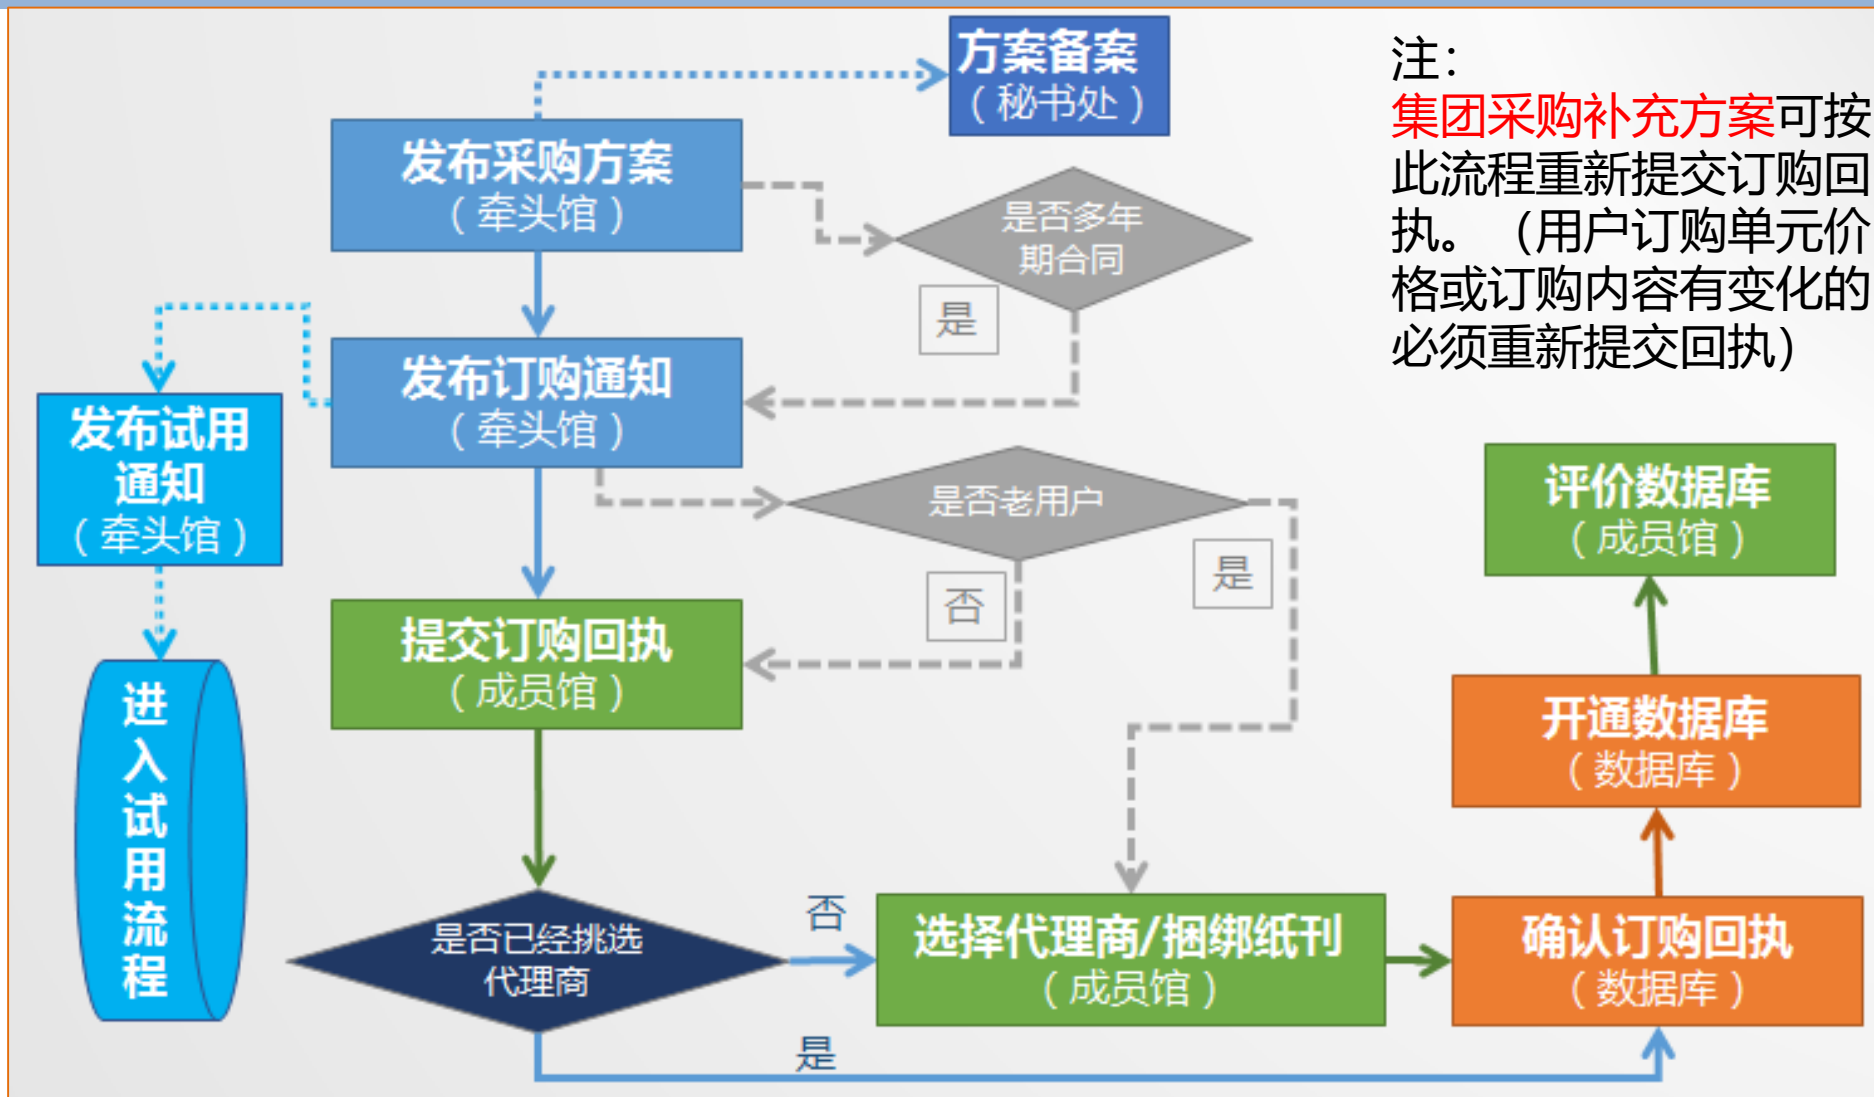 方案备案
（秘书处）
注：
集团采购补充方案可按
此流程重新提交订购回
执。（用户订购单元价
格或订购内容有变化的
必须重新提交回执）
发布采购方案
（牵头馆）
是否多年
期合同
是
发布订购通知
（牵头馆）
发布试用
通知
（牵头馆）
是否老用户
是
否
评价数据库
（成员馆）
提交订购回执
（成员馆）
进入试用流程
开通数据库
（数据库）
是否已经挑选
代理商
否
是
选择代理商/捆绑纸刊
（成员馆）
确认订购回执
（数据库）